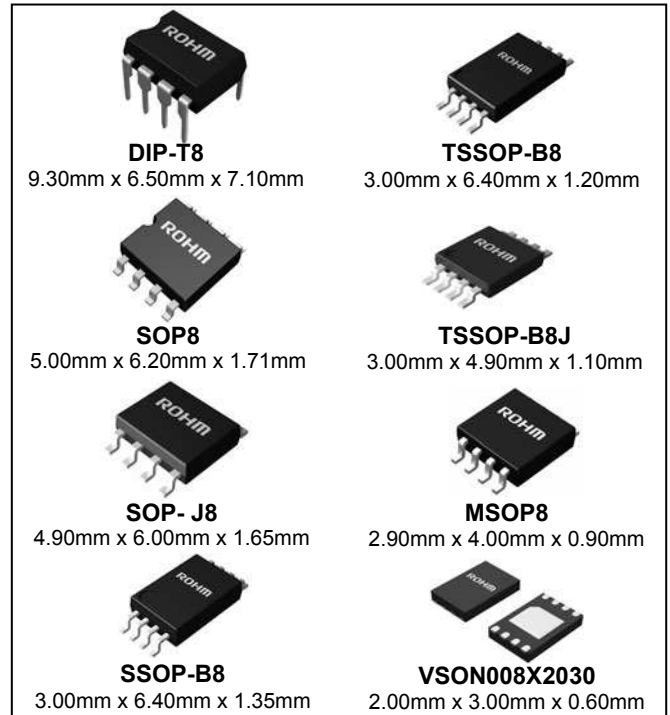 ROHM
DIP-T8
9.30mm x 6.50mm x 7.10mm
ROHM
TSSOP-B8
3.00mm x 6.40mm x 1.20mm
ROHM
SOP8
5.00mm x 6.20mm x 1.71mm
ROHM
TSSOP-B8J
3.00mm x 4.90mm x 1.10mm
ROHM
SOP- J8
4.90mm x 6.00mm x 1.65mm
ROHM
MSOP8
2.90mm x 4.00mm x 0.90mm
ROHM
SSOP-B8
3.00mm x 6.40mm x 1.35mm
ROHM
VSON008X2030
2.00mm x 3.00mm x 0.60mm